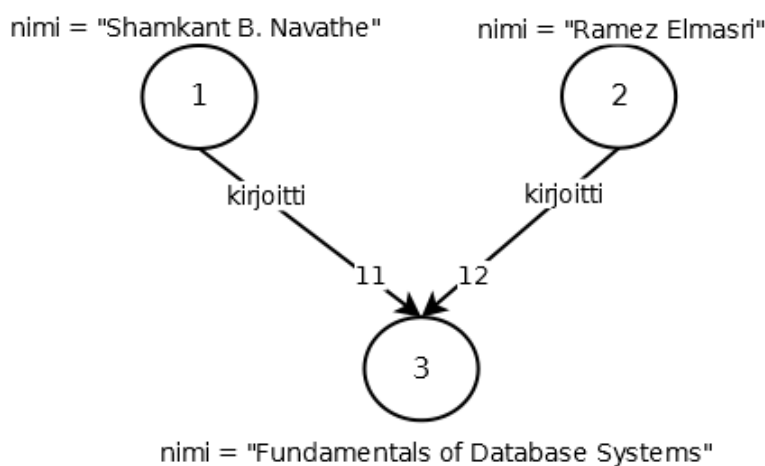 nimi = "Shamkant B. Navathe"
nimi = "Ramez Elmasri"
1
2
kirjoitti
kirjoitti
11
12
3
nimi = "Fundamentals of Database Systems"